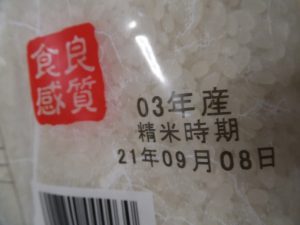 良質
食感
03年産
精米時期
21年09月08日